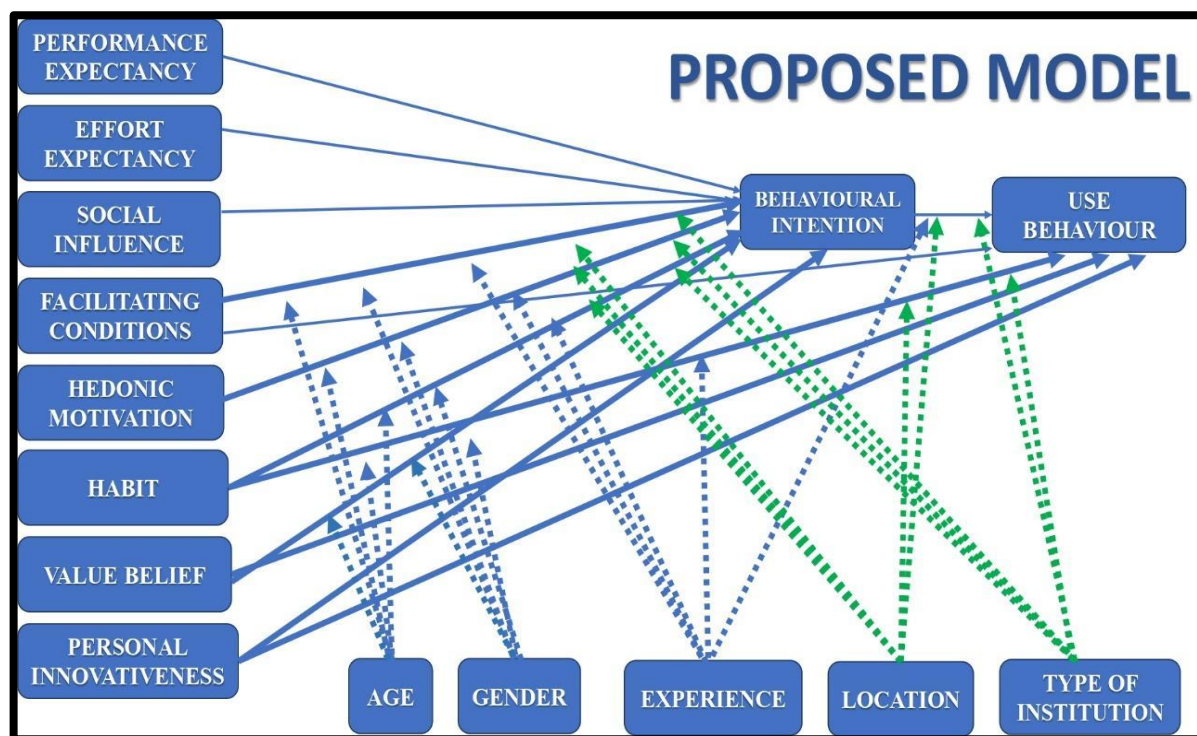 PROPOSED MODEL
PERFORMANCE
EXPECTANCY
EFFORT
EXPECTANCY
SOCIAL
INFLUENCE
FACILITATING
CONDITIONS
HEDONIC
MOTIVATION
HABIT
VALUE BELIEF
PERSONAL
INNOVATIVENESS
BEHAVIOURAL
INTENTION
USE
BEHAVIOUR
AGE
GENDER
EXPERIENCE
LOCATION
TYPE OF
INSTITUTION